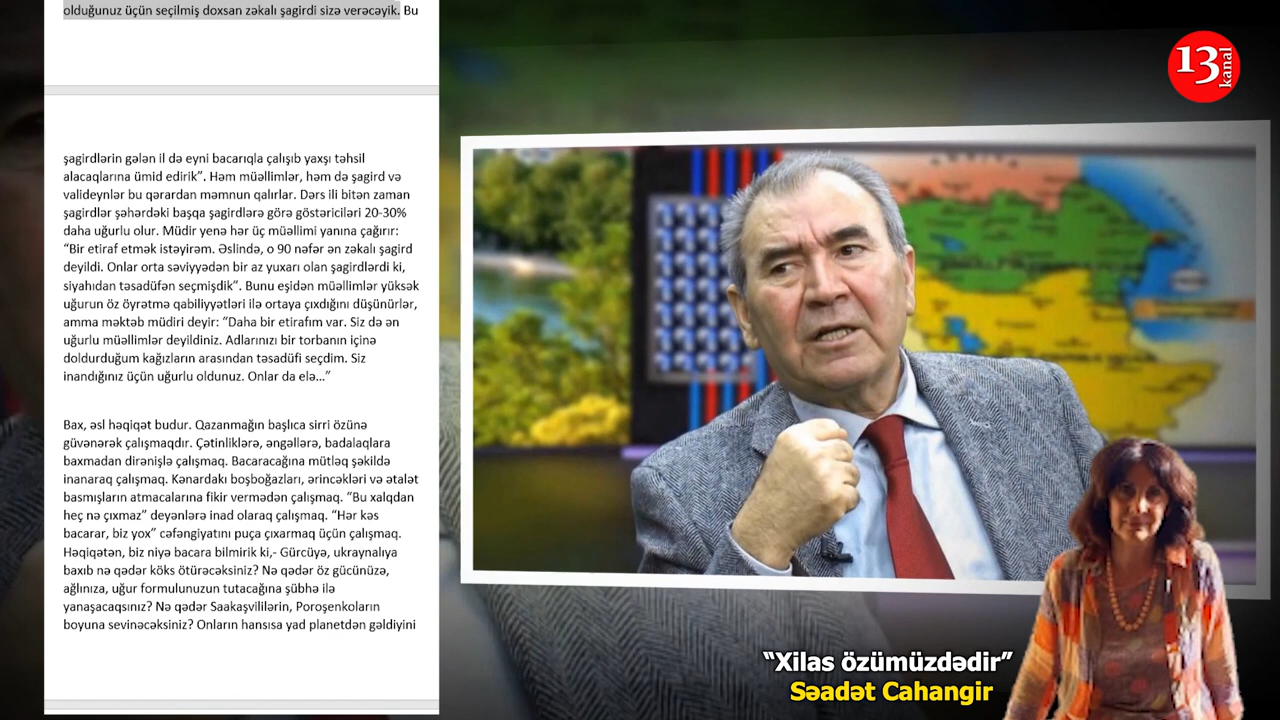 olduğunuz üçün seçilmiş doxsan zəkalı şagirdi sizə verəcəyik. Bu
şagirdlərin gələn il də eyni bacarıqla çalışıb yaxşı təhsil
alacaqlarına ümid edirik”. Həm müəllimlər, həm də şagird və
valideynlər bu qərardan məmnun qalırlar. Dərs ili bitən zaman
şagirdlər şəhərdəki başqa şagirdlərə görə göstəriciləri 20-30%
daha uğurlu olur. Müdir yenə hər üç müəllimi yanına çağırır:
“Bir etiraf etmək istəyirəm. Əslində, o 90 nəfər ən zəkalı şagird
deyildi. Onlar orta səviyyədən bir az yuxarı olan şagirdlərdi ki,
siyahıdan təsadüfən seçmişdik”. Bunu eşidən müəllimlər yüksək
uğurun öz öyrətmə qabiliyyətləri ilə ortaya çıxdığını düşünürlər,
amma məktəb müdiri deyir: “Daha bir etirafım var. Siz də ən
uğurlu müəllimlər deyildiniz. Adlarınızı bir torbanın içinə
doldurduğum kağızların arasından təsadüfi seçdim. Siz
inandığınız üçün uğurlu oldunuz. Onlar da elə...”
Bax, əsl həqiqət budur. Qazanmağın başlıca sirri özünə
güvənərək çalışmaqdır. Çətinliklərə, əngəllərə, badalaqlara
baxmadan dirənişlə çalışmaq. Bacaracağına mütləq şəkildə
inanaraq çalışmaq. Kənardakı boşboğazları, ərincəkləri və ətalət
basmışların atmacalarına fikir vermədən çalışmaq. “Bu xalqdan
heç nə çıxmaz” deyənlərə inad olaraq çalışmaq. “Hər kəs
bacarar, biz yox” cəfəngiyatını puça çıxarmaq üçün çalışmaq.
Həqiqətən, biz niyə bacara bilmirik ki,- Gürcüyə, ukraynalıya
baxıb nə qədər köks ötürəcəksiniz? Nə qədər öz gücünüzə,
ağlınıza, uğur formulunuzun tutacağına şübhə ilə
yanaşacaqsınız? Nə qədər Saakaşvililərin, Poroşenkoların
boyuna sevinəcəksiniz? Onların hansısa yad planetdən gəldiyini
13
kanal
“Xilas özümüzdədir”
Səadət Cahangir